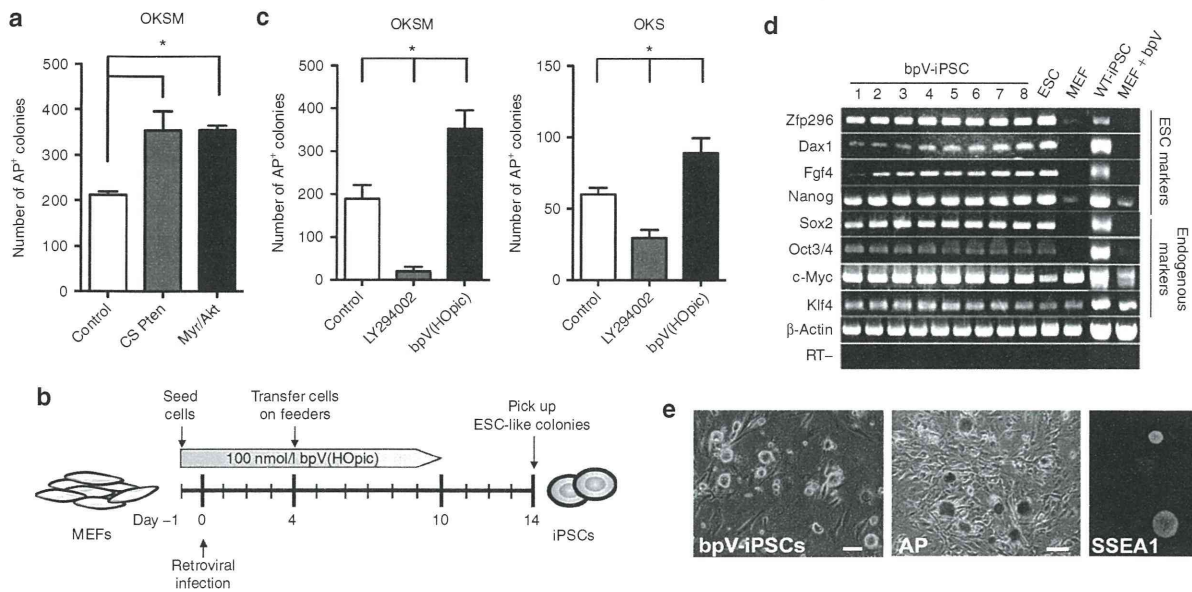 a
OKSM
*
Number of AP⁺ colonies
500
400
300
200
100
0
Control
CS Pten
Myr/Akt
c
OKSM
*
Number of AP⁺ colonies
500
400
300
200
100
0
Control
LY294002
bpV(HOpic)
OKS
*
Number of AP⁺ colonies
150
100
50
0
Control
LY294002
bpV(HOpic)
d
bpV-iPSC
1 2 3 4 5 6 7 8 ESC MEF WT-iPSC MEF + bpV
Zfp296
Dax1
Fgf4
Nanog
Sox2
Oct3/4
c-Myc
Klf4
β-Actin
RT–
ESC markers
Endogenous markers
b
Seed
cells
Transfer cells
on feeders
Pick up
ESC-like colonies
100 nmol/l bpV(HOpic)
MEFs
Day –1 0 4 10 14
iPSCs
Retroviral
infection
e
bpV-iPSCs
AP
SSEA1